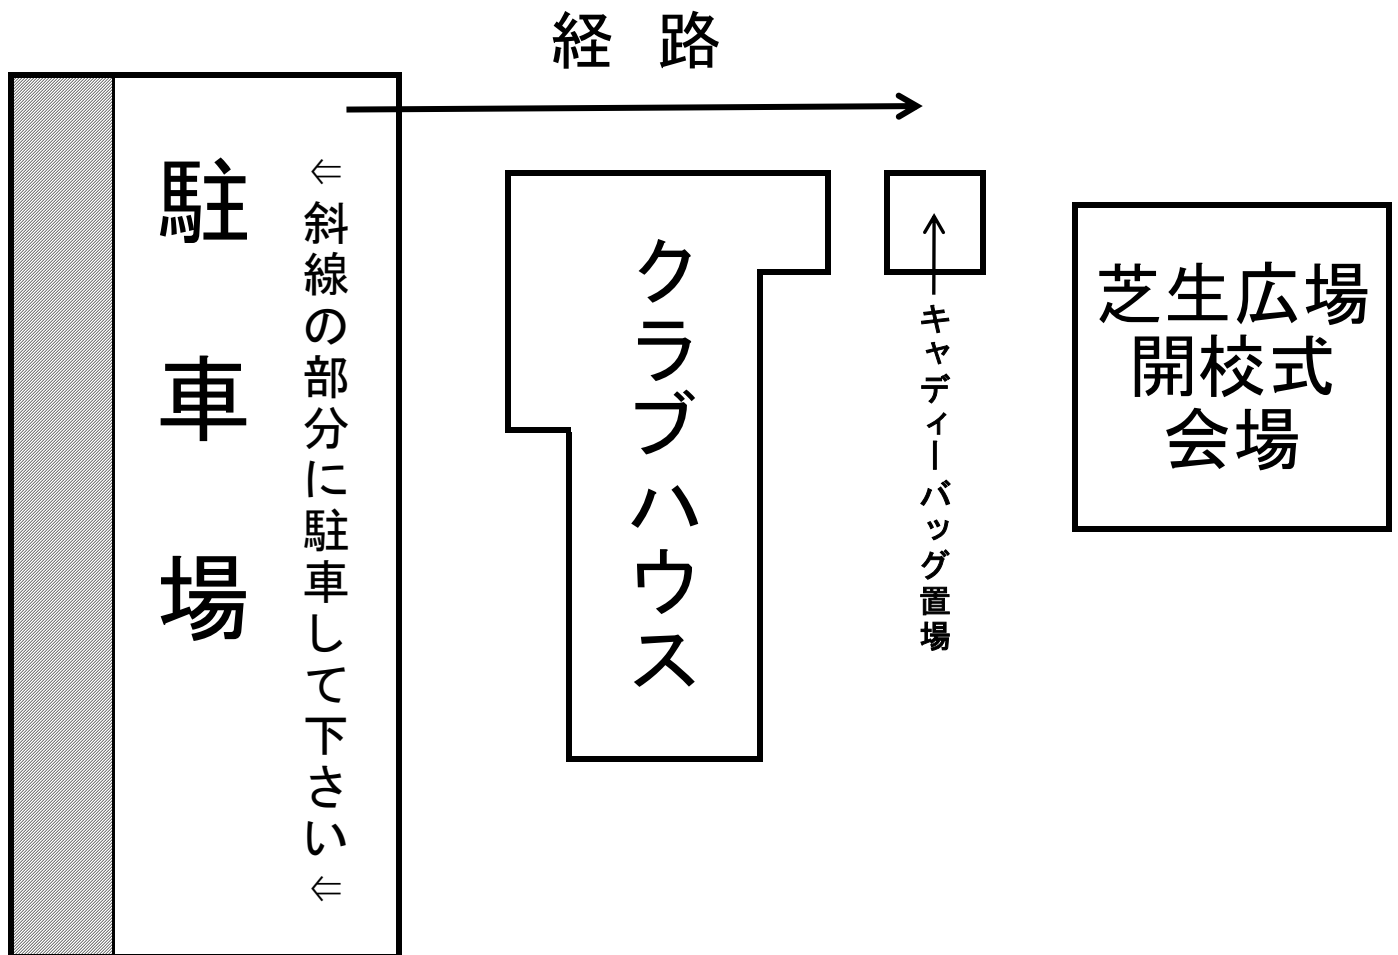 経路
駐車場
⇐斜線の部分に駐車して下さい⇐
クラブハウス
キャディーバッグ置場
芝生広場
開校式
会場